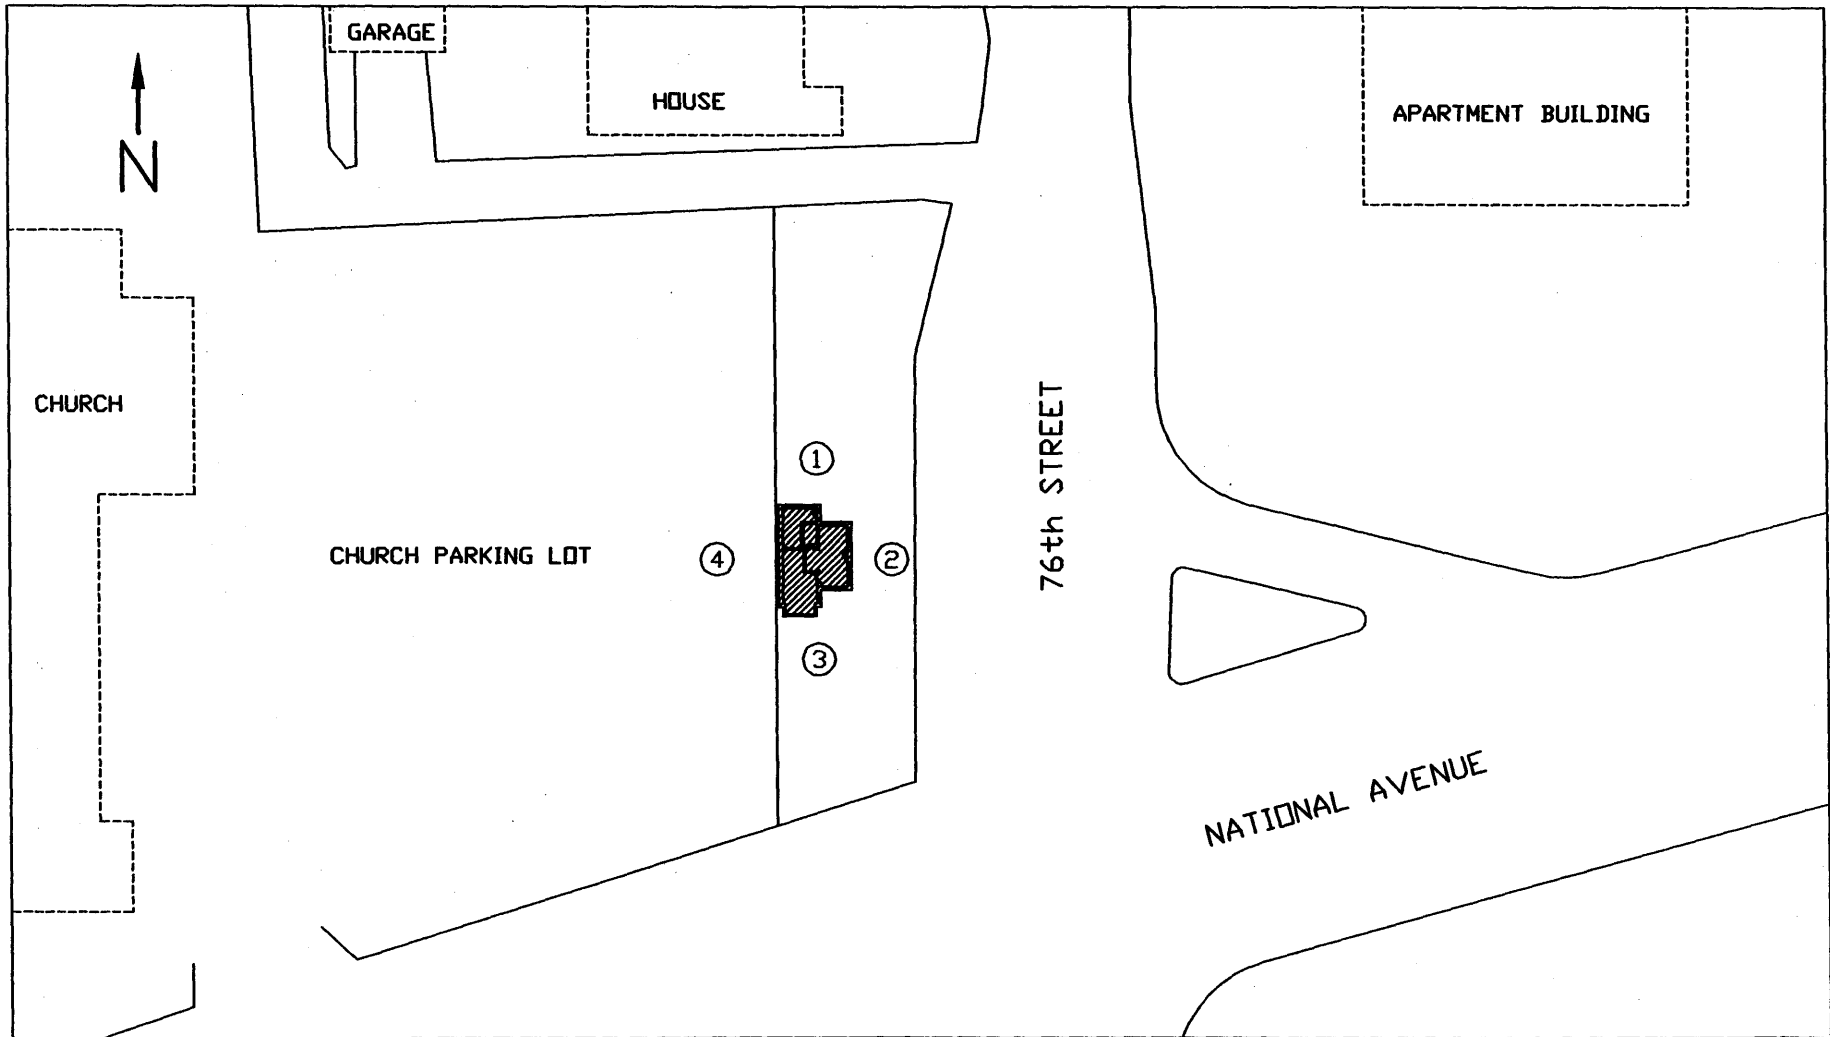 GARAGE
HOUSE
APARTMENT BUILDING
N
CHURCH
76th STREET
1
CHURCH PARKING LOT
4
2
3
NATIONAL AVENUE